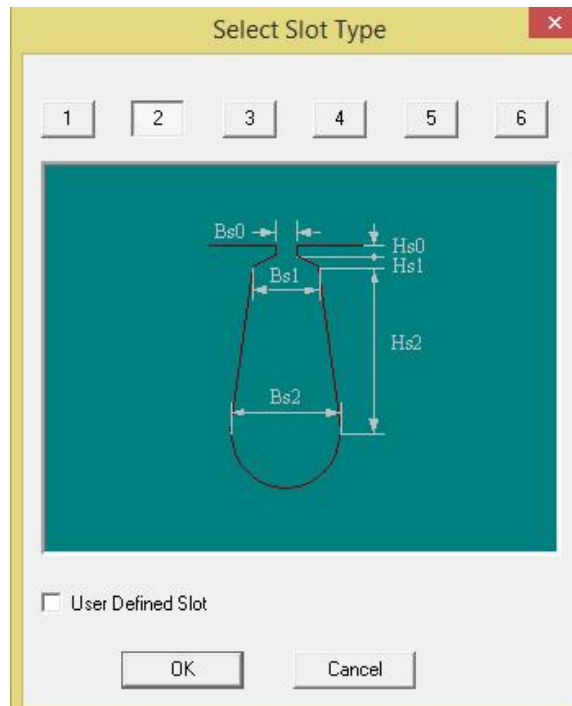 Select Slot Type
×
1 2 3 4 5 6
Bs0
Hs0
Bs1
Hs1
Hs2
Bs2
User Defined Slot
OK Cancel